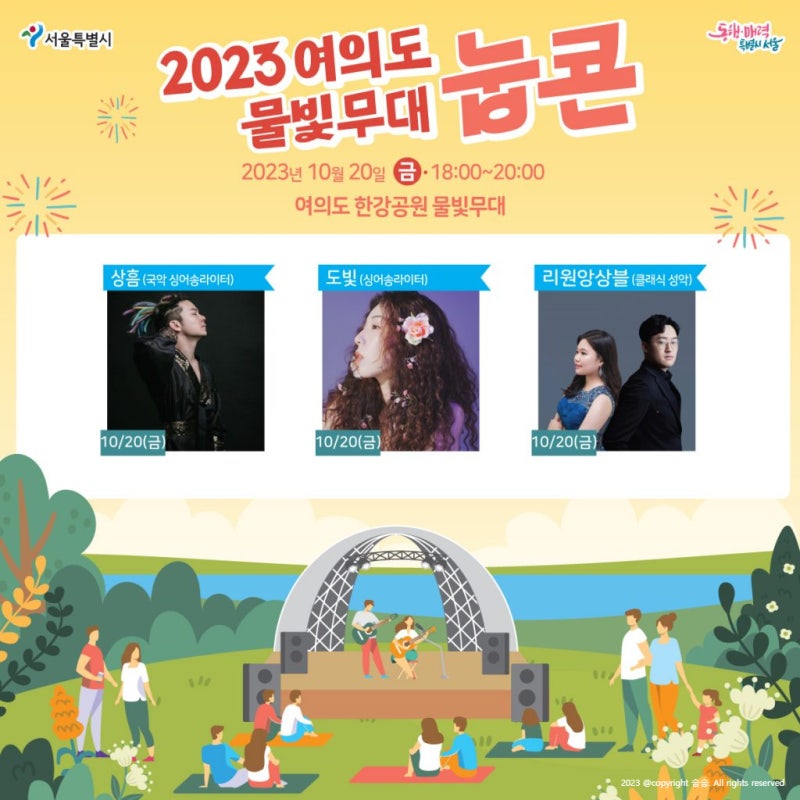 서울특별시
동행·매력
특별시 서울
2023 여의도
물빛무대 눕콘
2023년 10월 20일 금·18:00~20:00
여의도 한강공원 물빛무대
상흠 (국악 싱어송라이터)
도빛 (싱어송라이터)
리원앙상블 (클래식 성악)
10/20(금)
10/20(금)
10/20(금)
2023 @copyright 숨숨. All rights reserved